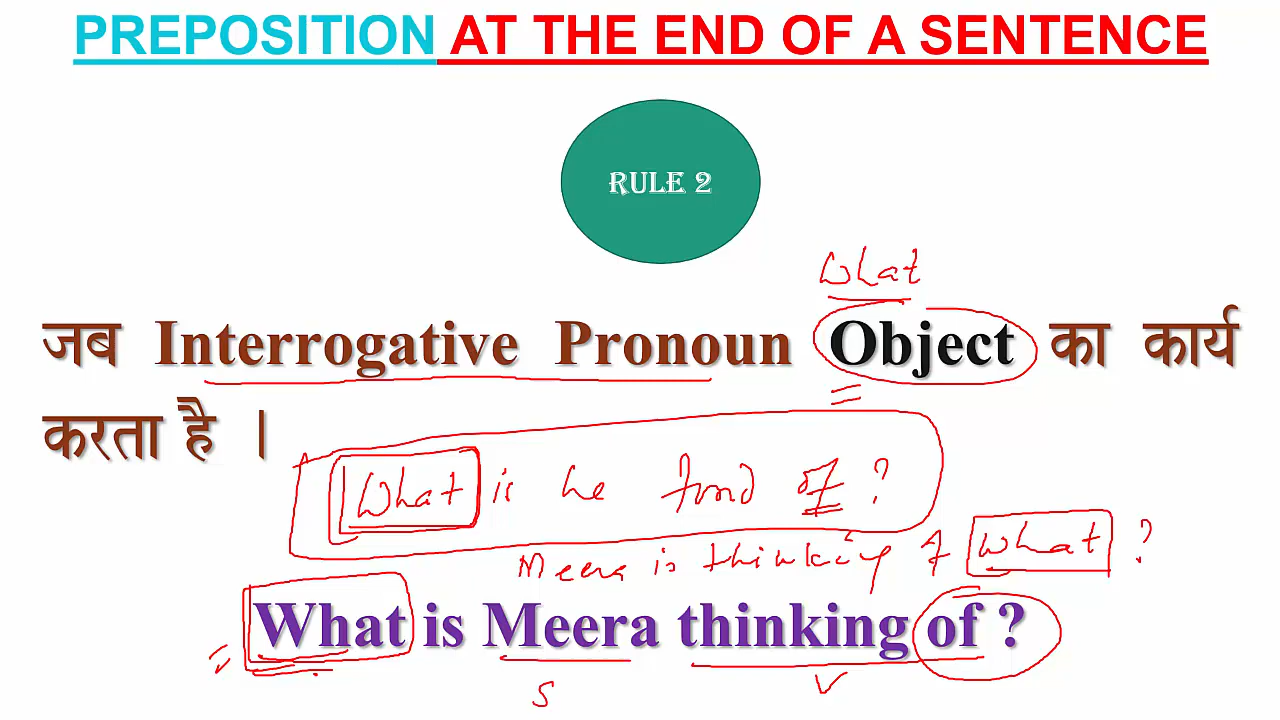 PREPOSITION AT THE END OF A SENTENCE
RULE 2
What
जब Interrogative Pronoun Object का कार्य
करता है ।
What is he fond of ?
Meera is thinking of what ?
What is Meera thinking of ?
S V